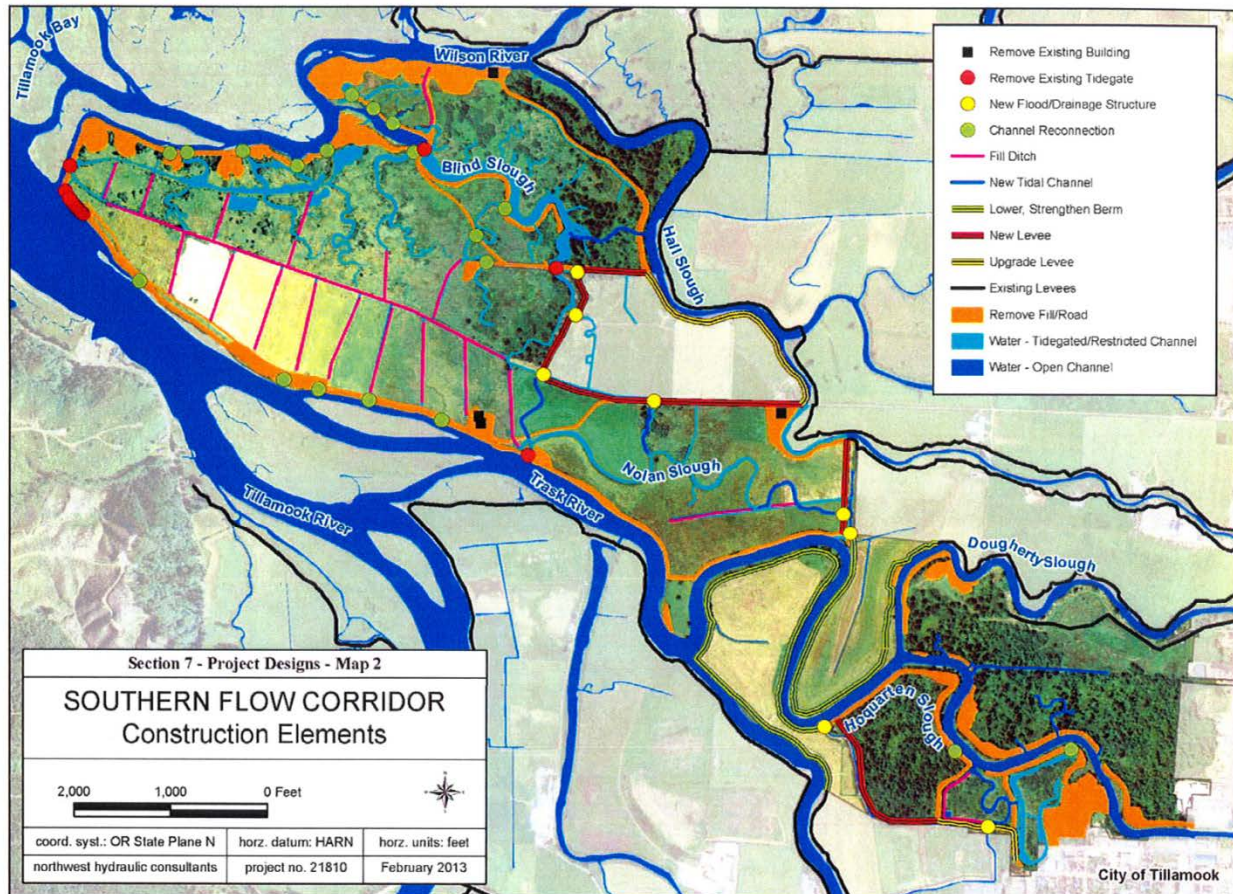 Tillamook Bay
Wilson River
Blind Slough
Hall Slough
Nolan Slough
Trask River
Tillamook River
Dougherty Slough
Hoquarten Slough
City of Tillamook
Remove Existing Building
Remove Existing Tidegate
New Flood/Drainage Structure
Channel Reconnection
Fill Ditch
New Tidal Channel
Lower, Strengthen Berm
New Levee
Upgrade Levee
Existing Levees
Remove Fill/Road
Water - Tidegated/Restricted Channel
Water - Open Channel
Section 7 - Project Designs - Map 2
SOUTHERN FLOW CORRIDOR
Construction Elements
2,000 1,000 0 Feet
coord. syst.: OR State Plane N horz. datum: HARN horz. units: feet
northwest hydraulic consultants project no. 21810 February 2013